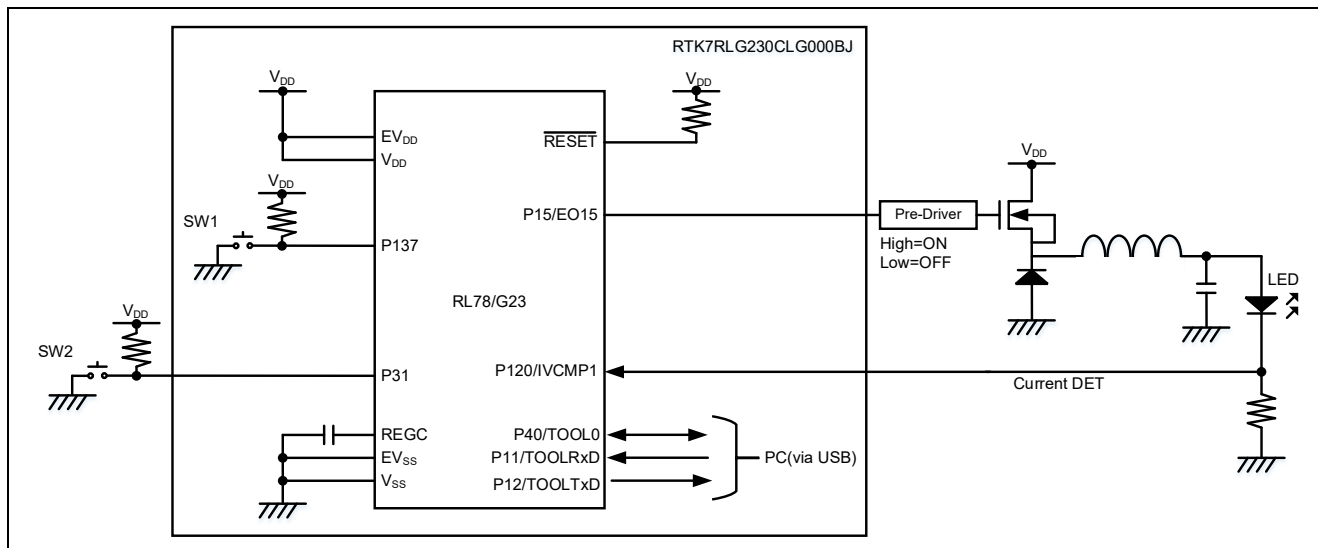 RTK7RLG230CLG000BJ
VDD
VDD
EVDD
RESET
VDD
VDD
VDD
SW1
P15/EO15
Pre-Driver
P137
High=ON
Low=OFF
LED
RL78/G23
VDD
SW2
P120/IVCMP1
P31
Current DET
REGC
P40/TOOL0
EVSS
P11/TOOLRxD
PC(via USB)
VSS
P12/TOOLTxD